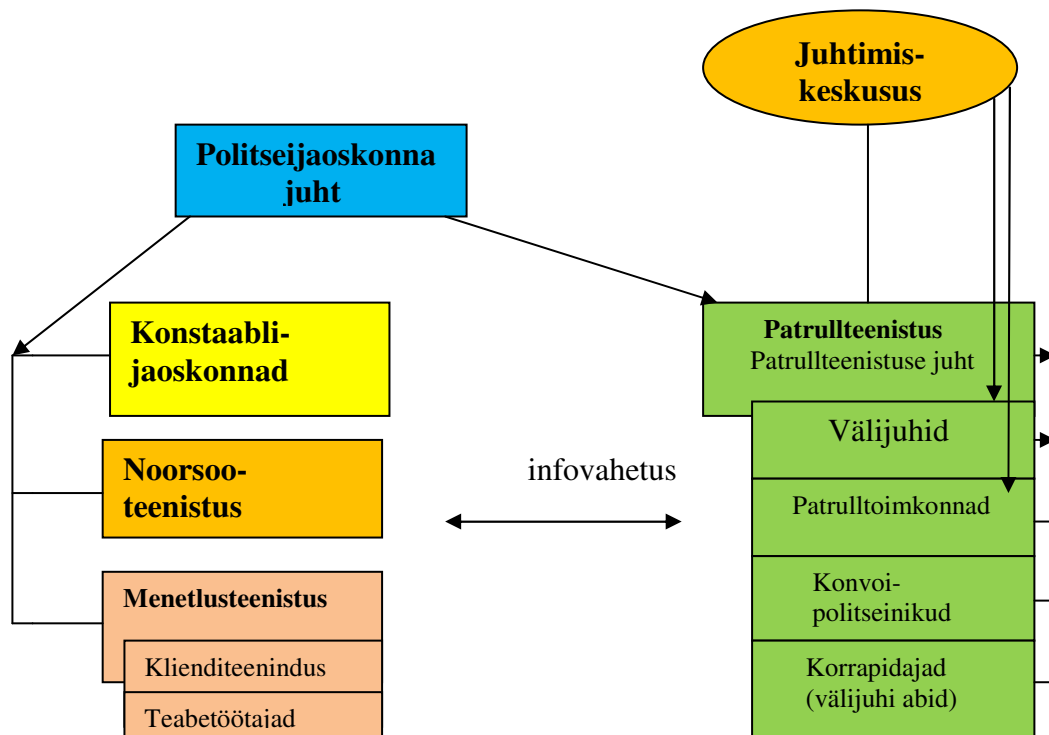 Juhtimis-
keskusus
Politseijaoskonna
juht
Konstaabli-
jaoskonnad
Patrullteenistus
Patrullteenistuse juht
Välijuhid
Noorsoo-
teenistus
infovahetus
Patrulltoimkonnad
Menetlusteenistus
Konvoi-
politseinikud
Klienditeenindus
Korrapidajad
(välijuhi abid)
Teabetöötajad